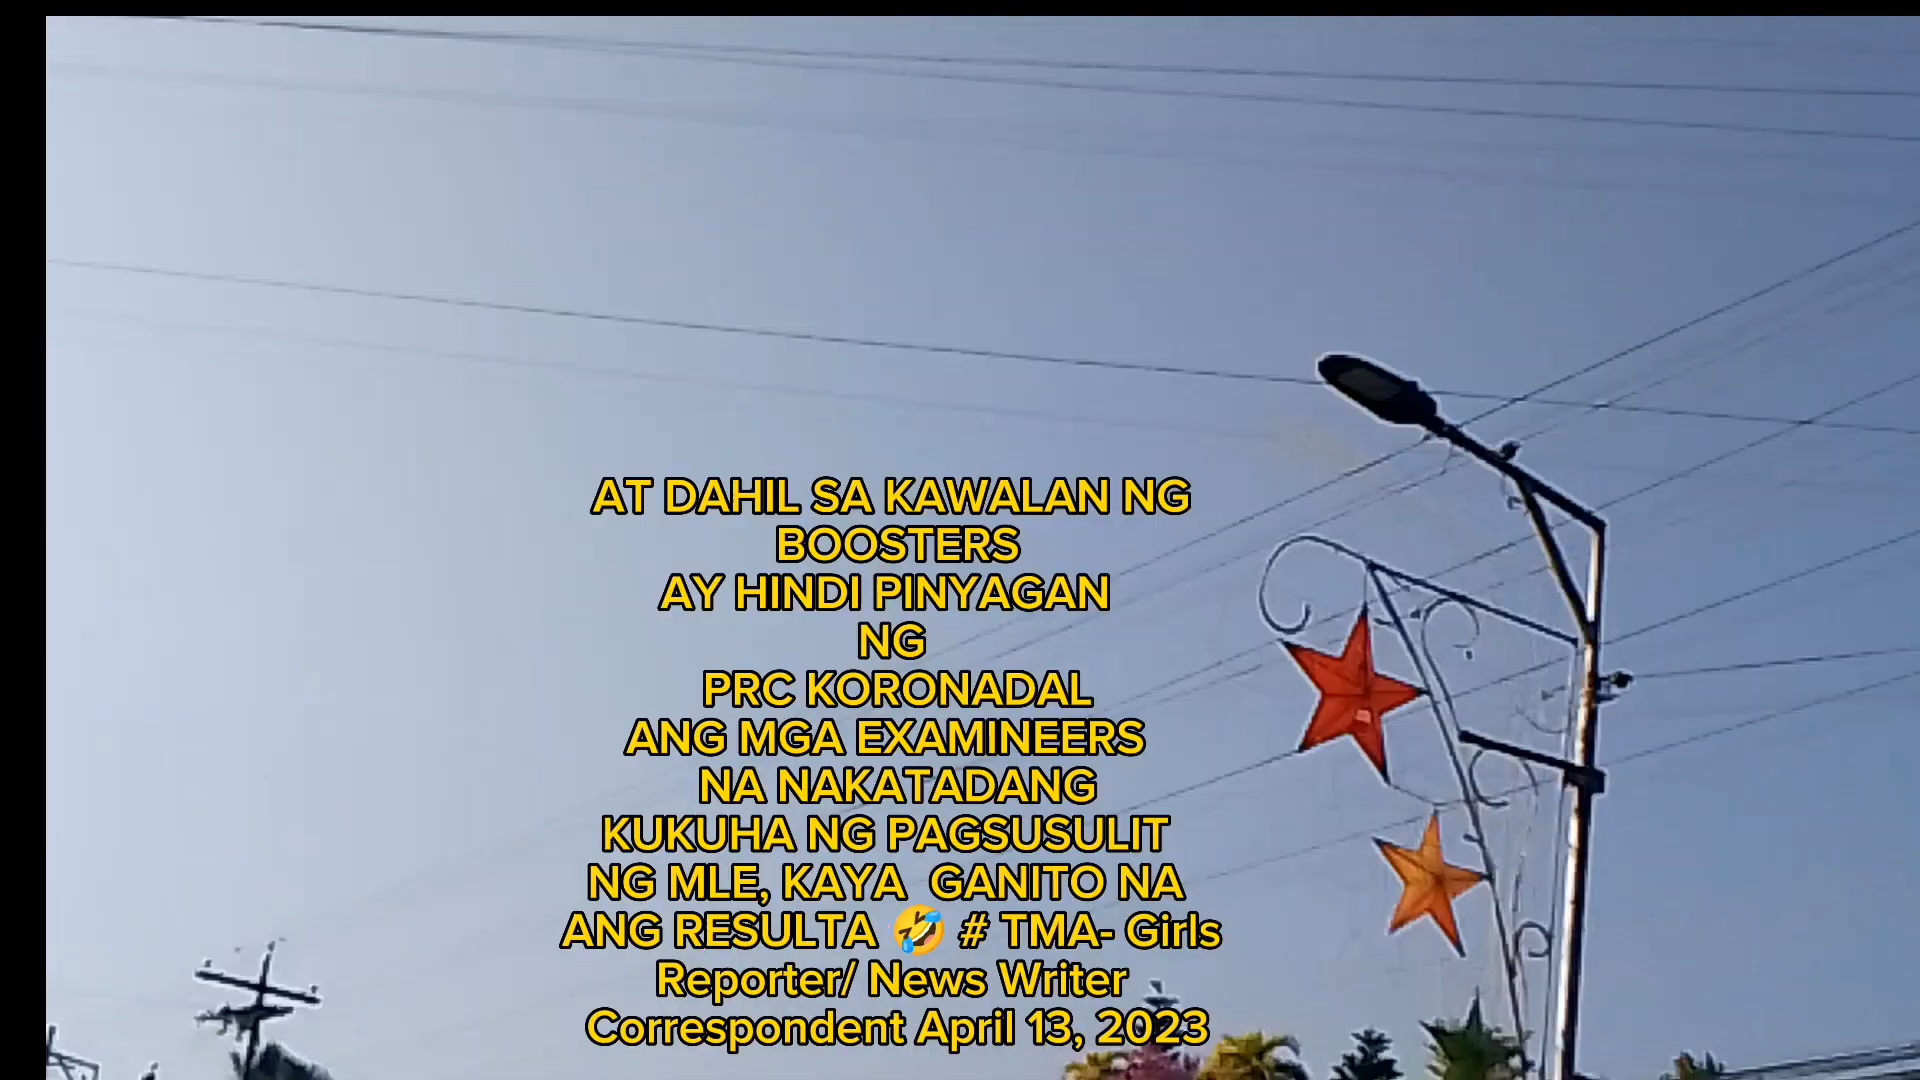 AT DAHIL SA KAWALAN NG
BOOSTERS
AY HINDI PINYAGAN
NG
PRC KORONADAL
ANG MGA EXAMINEERS
NA NAKATADANG
KUKUHA NG PAGSUSULIT
NG MLE, KAYA GANITO NA
ANG RESULTA 🤣 # TMA- Girls
Reporter/ News Writer
Correspondent April 13, 2023